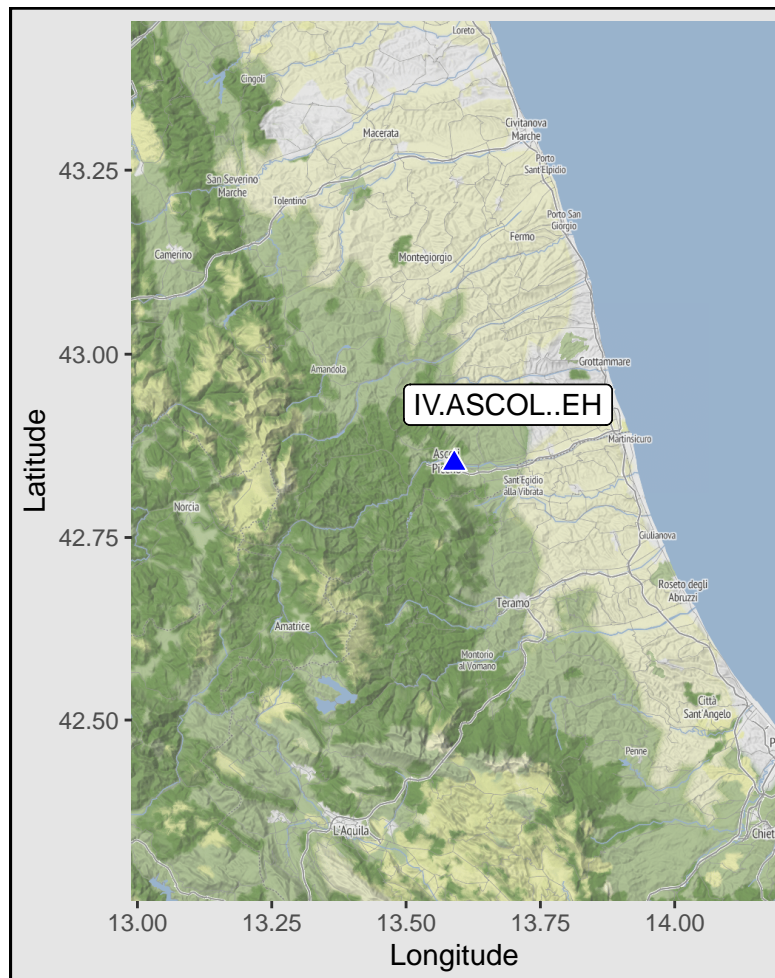 Loreto
Cingoli
Civitanova
Marche
Macerata
43.25
Porto
Sant'Elpidio
San Severino
Marche
Tolentino
Porto San
Giorgio
Fermo
Camerino
Montegiorgio
43.00
Grottammare
Amandola
IV.ASCOL..EH
Martinsicuro
Latitude
Sant'Egidio
alla Vibrata
Norcia
42.75
Giulianova
Roseto degli
Abruzzi
Teramo
Amatrice
Montorio
al Vomano
Città
Sant'Angelo
42.50
Penne
L'Aquila
Chiet
13.00 13.25 13.50 13.75 14.00
Longitude